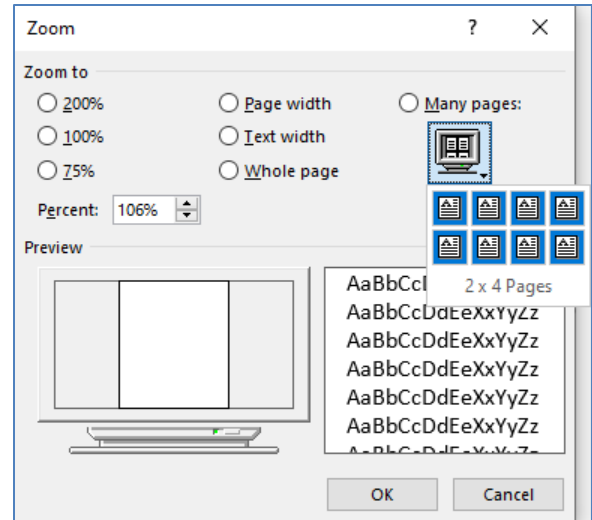 Zoom ? ×
Zoom to
200% Page width Many pages:
100% Text width
75% Whole page
Percent: 106%
Preview
2 x 4 Pages
AaBbCcI
AaBbCcDdEeXxYyZz
AaBbCcDdEeXxYyZz
AaBbCcDdEeXxYyZz
AaBbCcDdEeXxYyZz
AaBbCcDdEeXxYyZz
OK Cancel